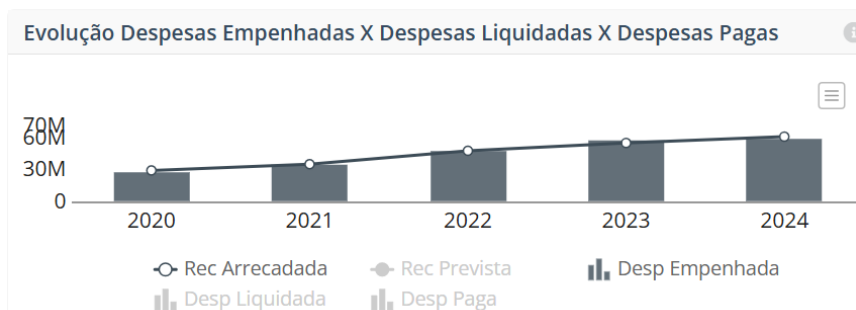 Evolução Despesas Empenhadas X Despesas Liquidadas X Despesas Pagas
70M
60M
30M
0
2020 2021 2022 2023 2024
Rec Arrecadada Rec Prevista Desp Empenhada
Desp Liquidada Desp Paga